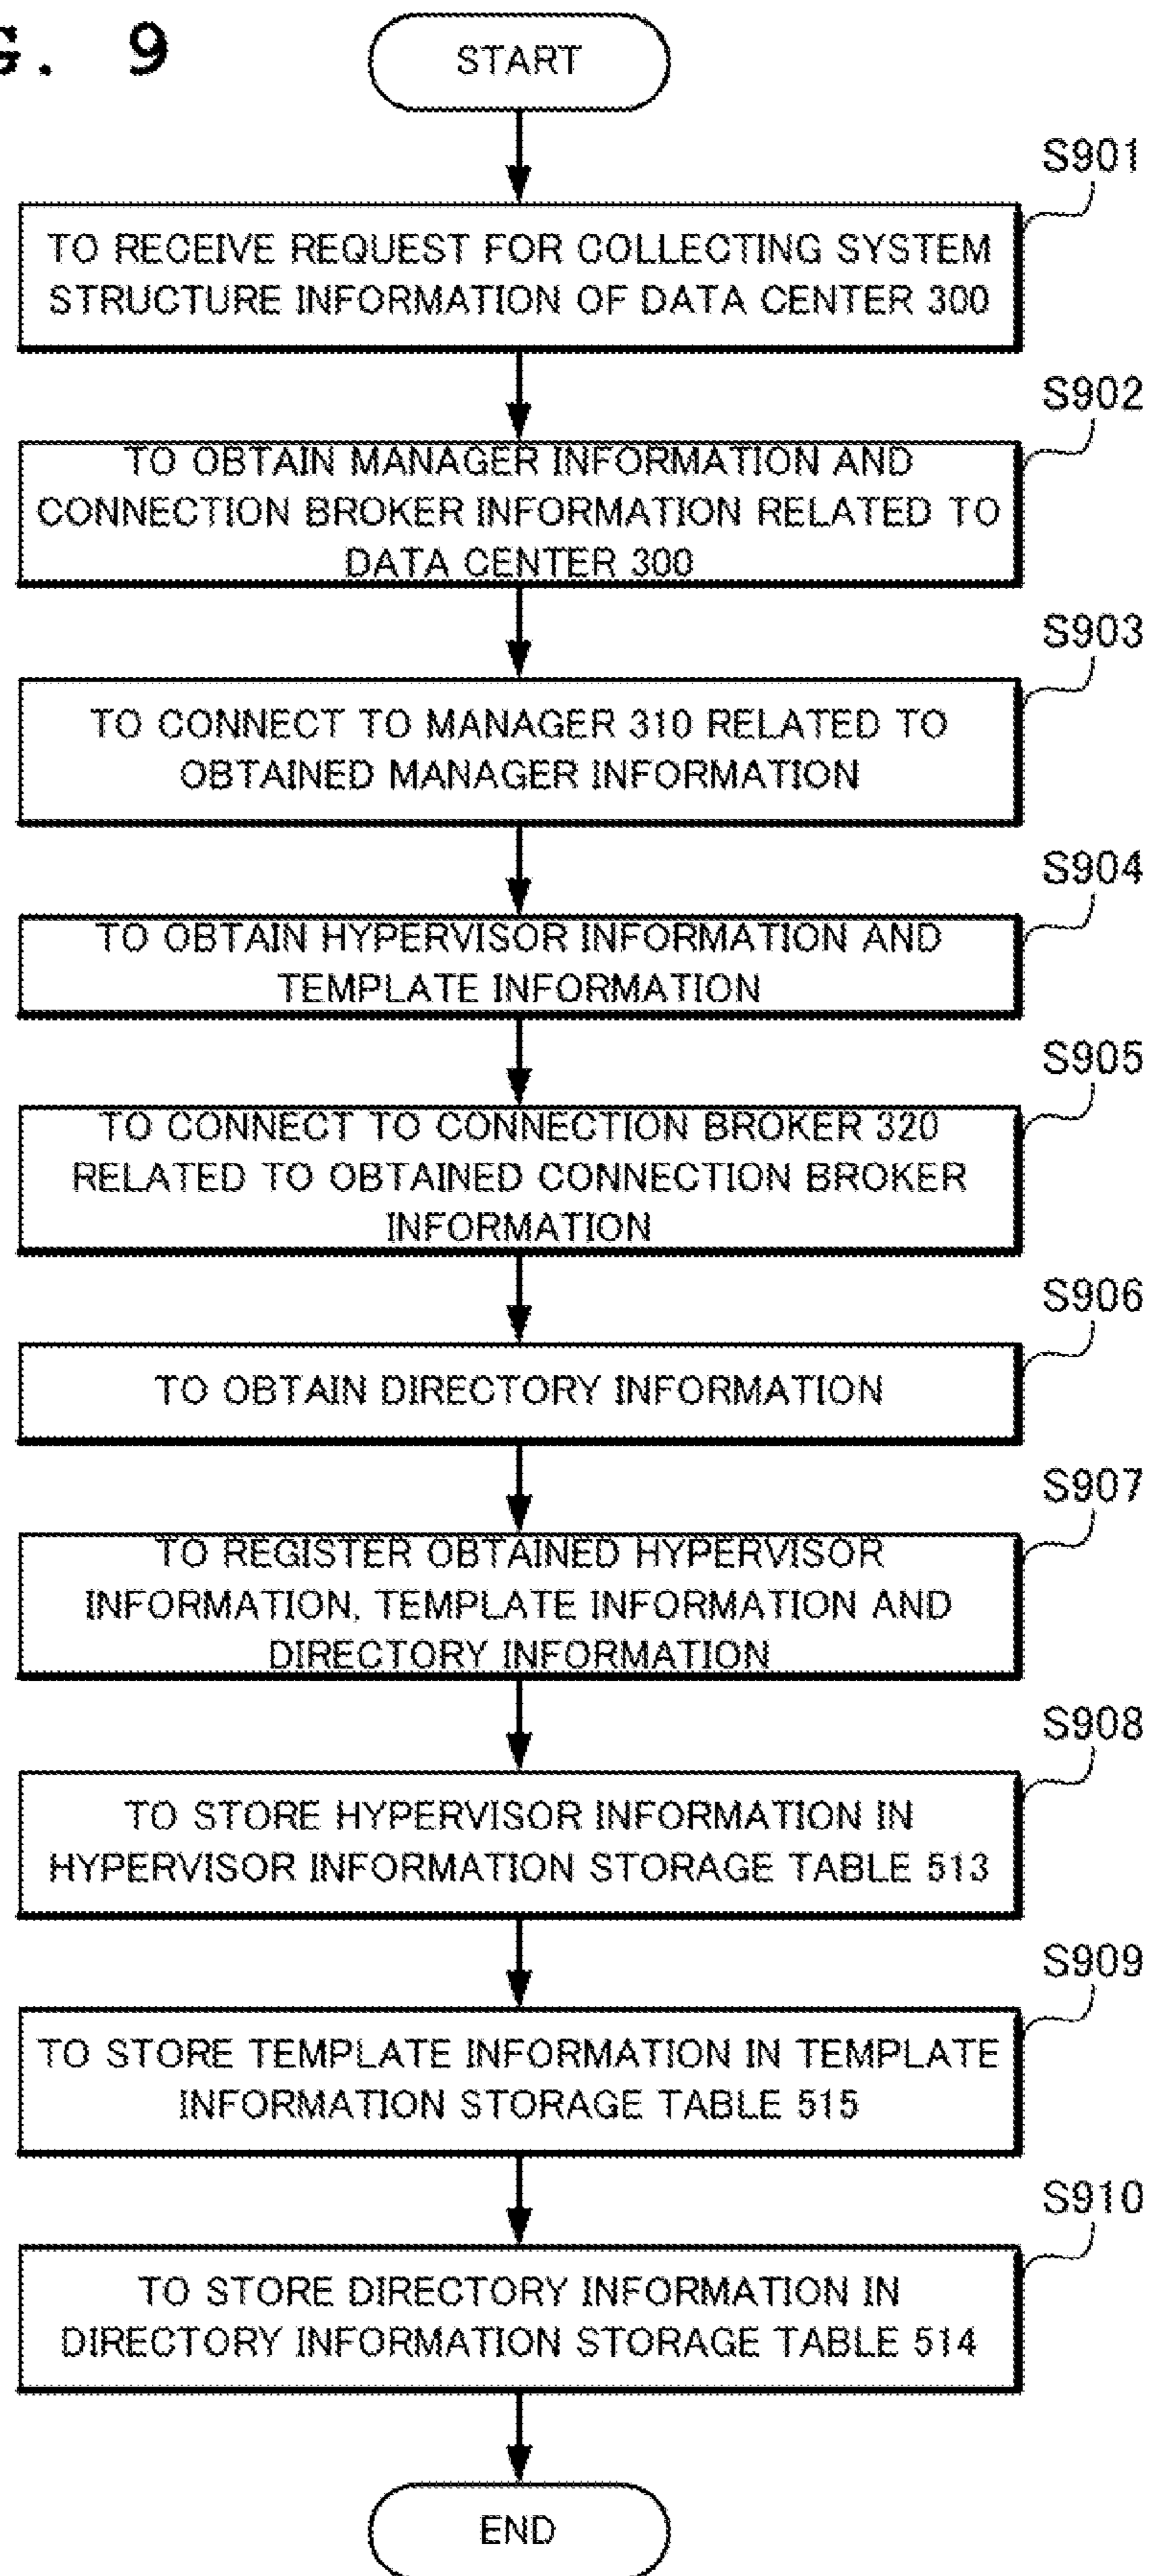 G. 9
START
S901
TO RECEIVE REQUEST FOR COLLECTING SYSTEM
STRUCTURE INFORMATION OF DATA CENTER 300
S902
TO OBTAIN MANAGER INFORMATION AND
CONNECTION BROKER INFORMATION RELATED TO
DATA CENTER 300
S903
TO CONNECT TO MANAGER 310 RELATED TO
OBTAINED MANAGER INFORMATION
S904
TO OBTAIN HYPERVISOR INFORMATION AND
TEMPLATE INFORMATION
S905
TO CONNECT TO CONNECTION BROKER 320
RELATED TO OBTAINED CONNECTION BROKER
INFORMATION
S906
TO OBTAIN DIRECTORY INFORMATION
S907
TO REGISTER OBTAINED HYPERVISOR
INFORMATION, TEMPLATE INFORMATION AND
DIRECTORY INFORMATION
S908
TO STORE HYPERVISOR INFORMATION IN
HYPERVISOR INFORMATION STORAGE TABLE 513
S909
TO STORE TEMPLATE INFORMATION IN TEMPLATE
INFORMATION STORAGE TABLE 515
S910
TO STORE DIRECTORY INFORMATION IN
DIRECTORY INFORMATION STORAGE TABLE 514
END